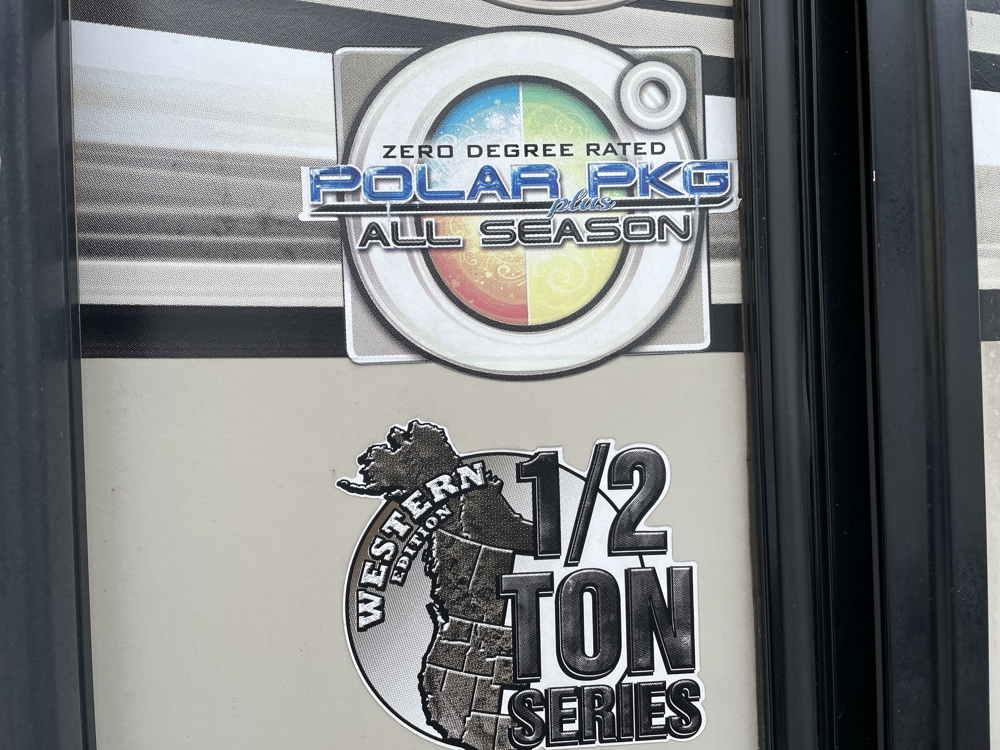 ZERO DEGREE RATED
POLAR PKG
plus
ALL SEASON
WESTERN
EDITION
1/2
TON
SERIES